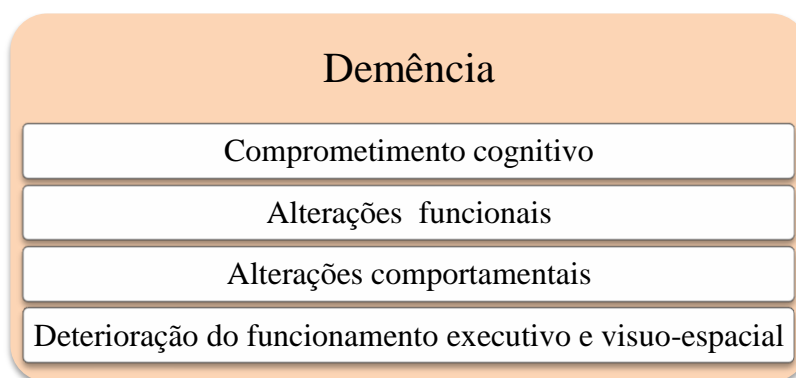 Demência
Comprometimento cognitivo
Alterações funcionais
Alterações comportamentais
Deterioração do funcionamento executivo e visuo-espacial